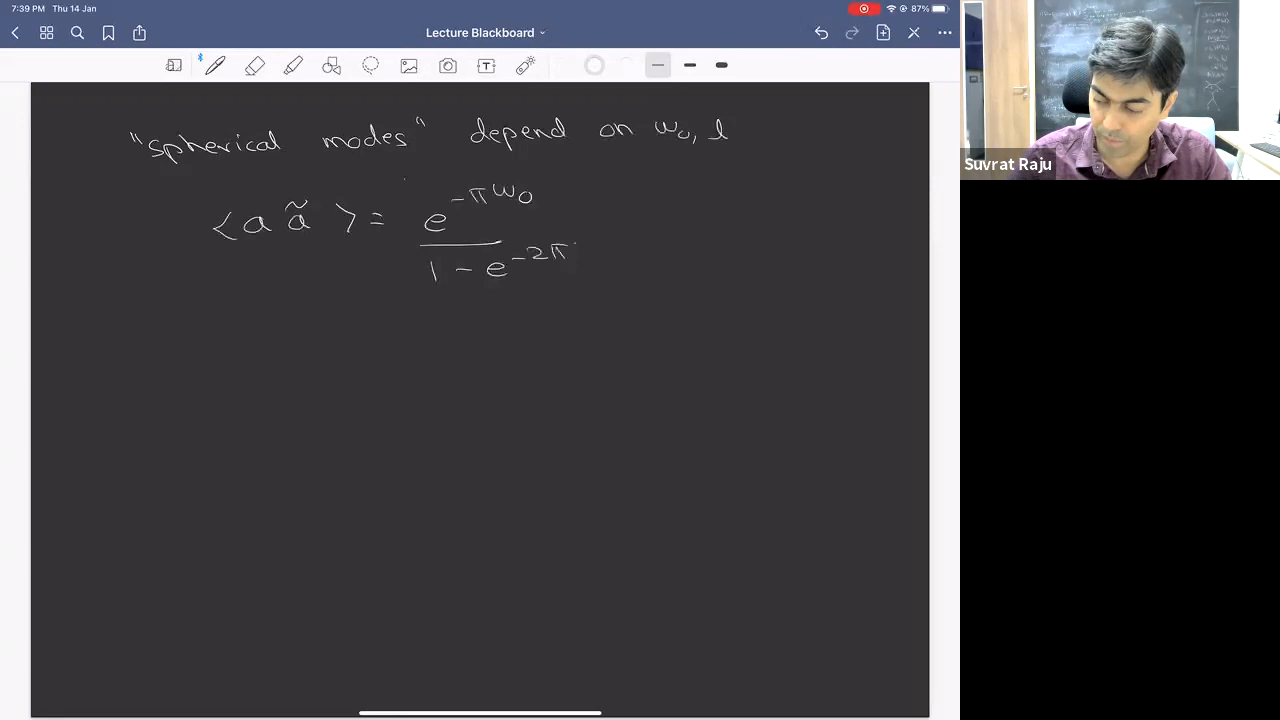 7:39 PM Thu 14 Jan
87%
Lecture Blackboard
"spherical modes" depend on ω₀, l
⟨a ã⟩ = e^{-πω₀}
1 - e^{-2π
Suvrat Raju